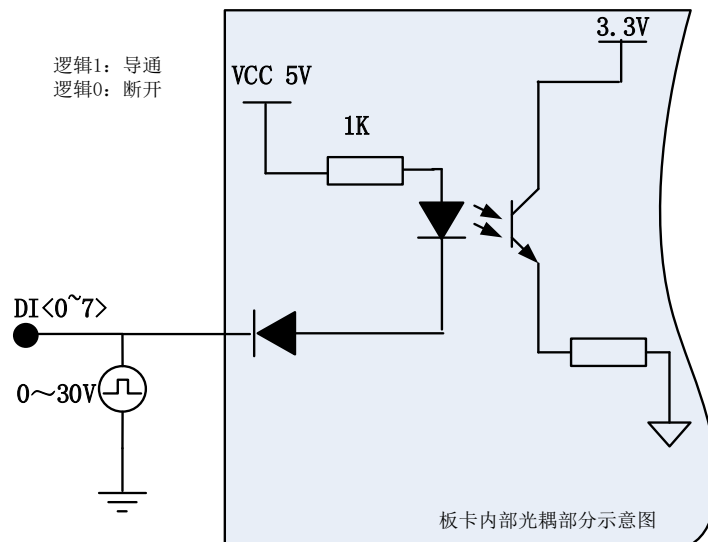 3.3V
逻辑1: 导通
逻辑0: 断开
VCC 5V
1K
DI<0~7>
0～30V
板卡内部光耦部分示意图